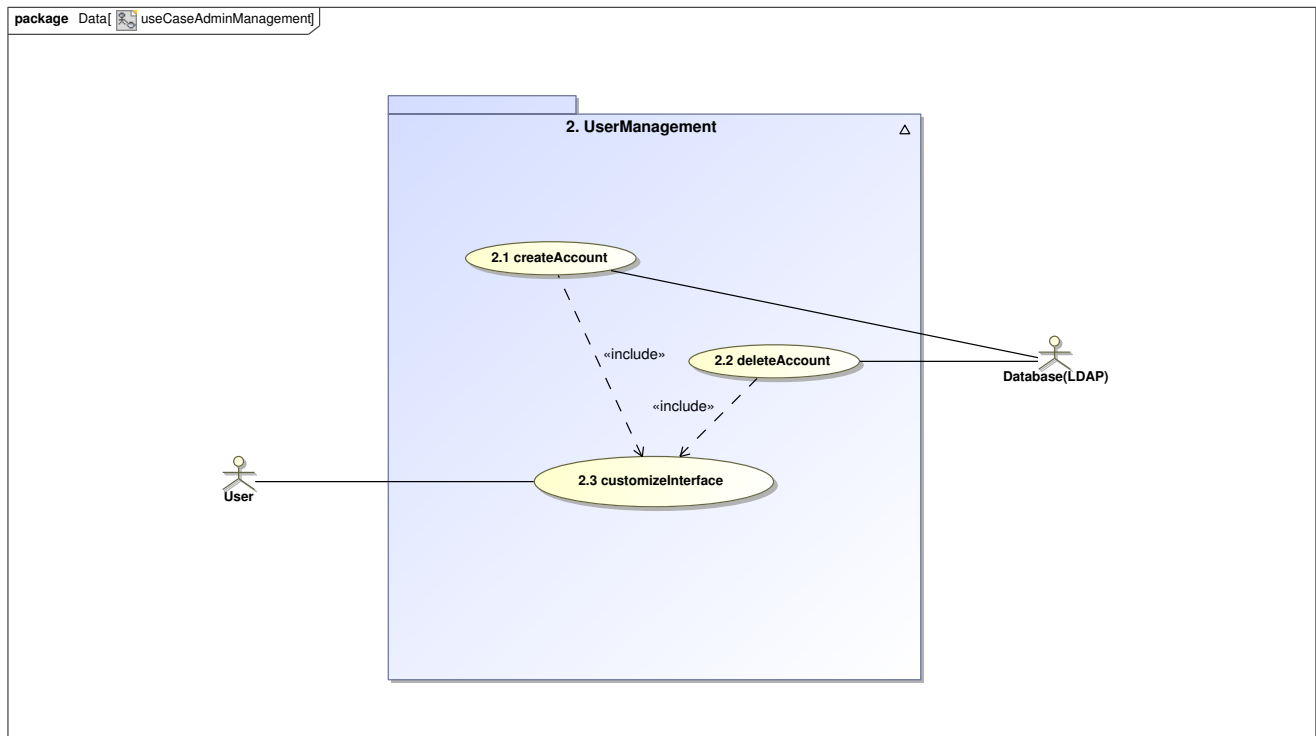 package Data[ useCaseAdminManagement]
2. UserManagement
2.1 createAccount
«include»
2.2 deleteAccount
Database(LDAP)
«include»
2.3 customizeInterface
User